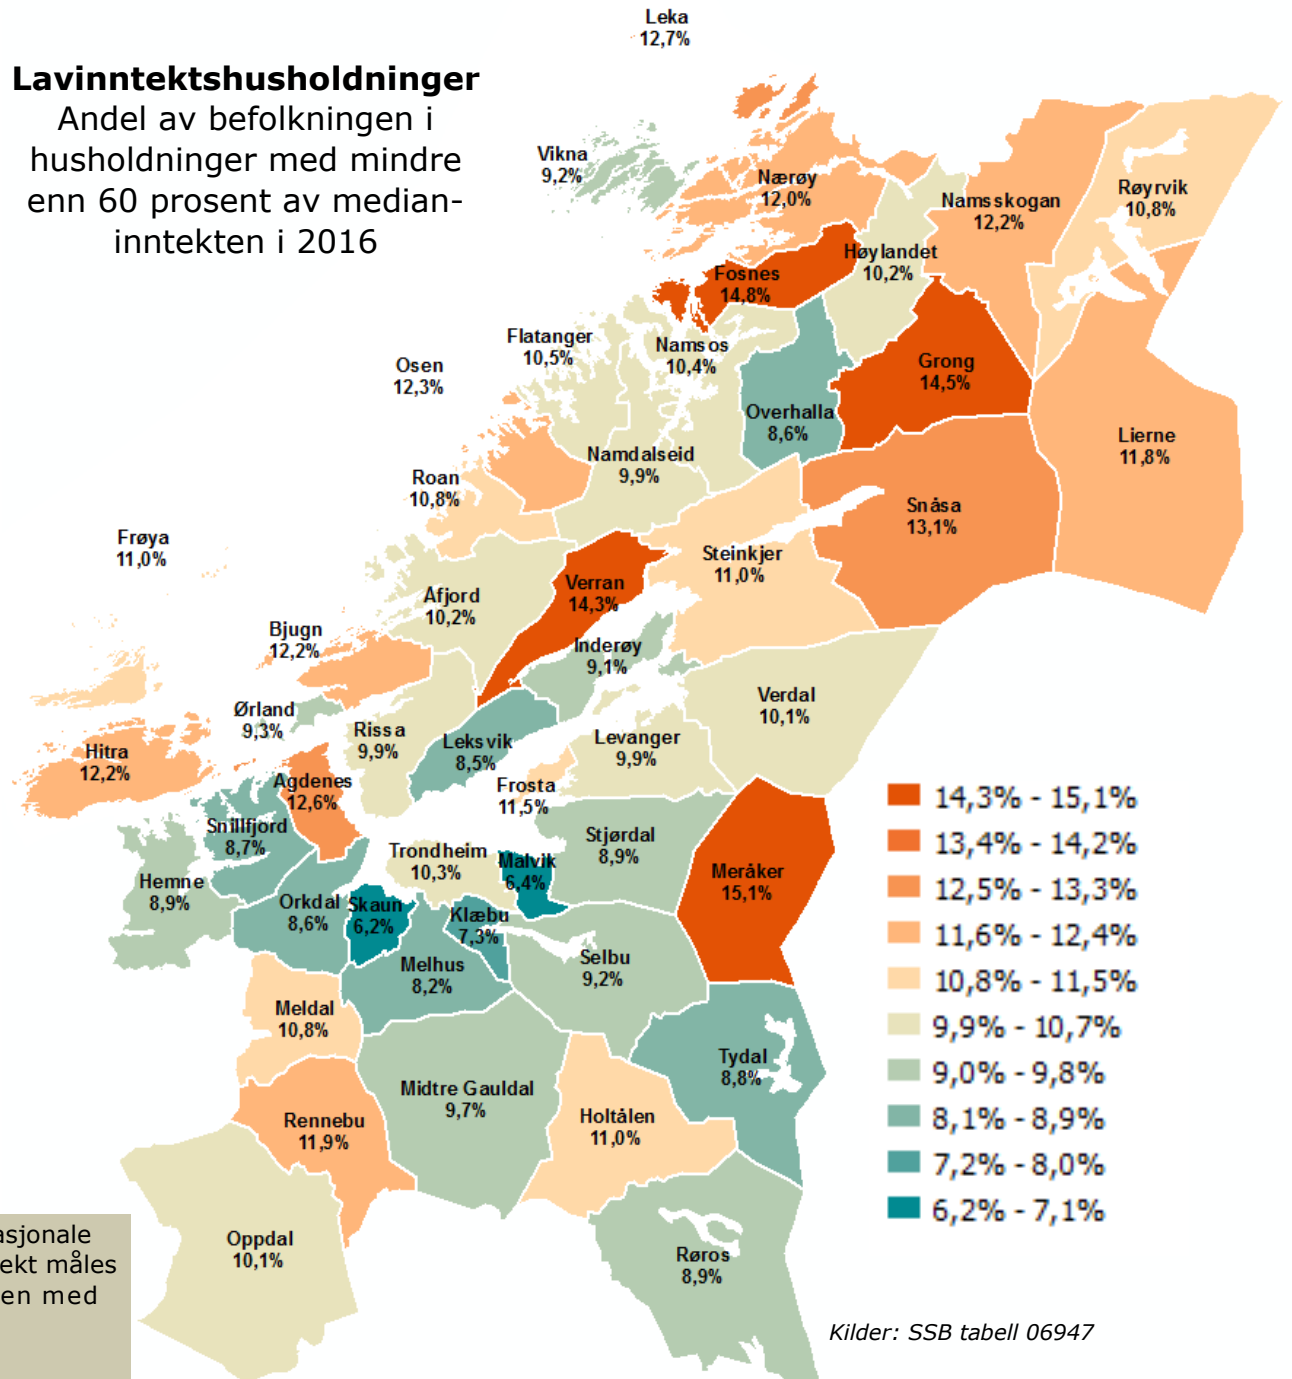 Leka
12,7%
Lavinntektshusholdninger
Andel av befolkningen i
husholdninger med mindre
enn 60 prosent av median-
inntekten i 2016
Vikna
9,2%
Nærøy
12,0%
Namsskogan
12,2%
Røyrvik
10,8%
Høylandet
10,2%
Fosnes
14,8%
Flatanger
10,5%
Namsos
10,4%
Osen
12,3%
Grong
14,5%
Overhalla
8,6%
Lierne
11,8%
Namdalseid
9,9%
Roan
10,8%
Snåsa
13,1%
Frøya
11,0%
Steinkjer
11,0%
Verran
14,3%
Åfjord
10,2%
Bjugn
12,2%
Inderøy
9,1%
Verdal
10,1%
Ørland
9,3%
Rissa
9,9%
Leksvik
8,5%
Levanger
9,9%
Hitra
12,2%
Agdenes
12,6%
Frosta
11,5%
Snillfjord
8,7%
Stjørdal
8,9%
Trondheim
10,3%
Malvik
6,4%
Meråker
15,1%
Hemne
8,9%
Orkdal
8,6%
Skaun
6,2%
Klæbu
7,3%
Melhus
8,2%
Selbu
9,2%
Meldal
10,8%
Tydal
8,8%
Midtre Gauldal
9,7%
Rennebu
11,9%
Holtålen
11,0%
Oppdal
10,1%
Røros
8,9%
14,3% - 15,1%
13,4% - 14,2%
12,5% - 13,3%
11,6% - 12,4%
10,8% - 11,5%
9,9% - 10,7%
9,0% - 9,8%
8,1% - 8,9%
7,2% - 8,0%
6,2% - 7,1%
asjonale
ekt måles
en med
Kilder: SSB tabell 06947